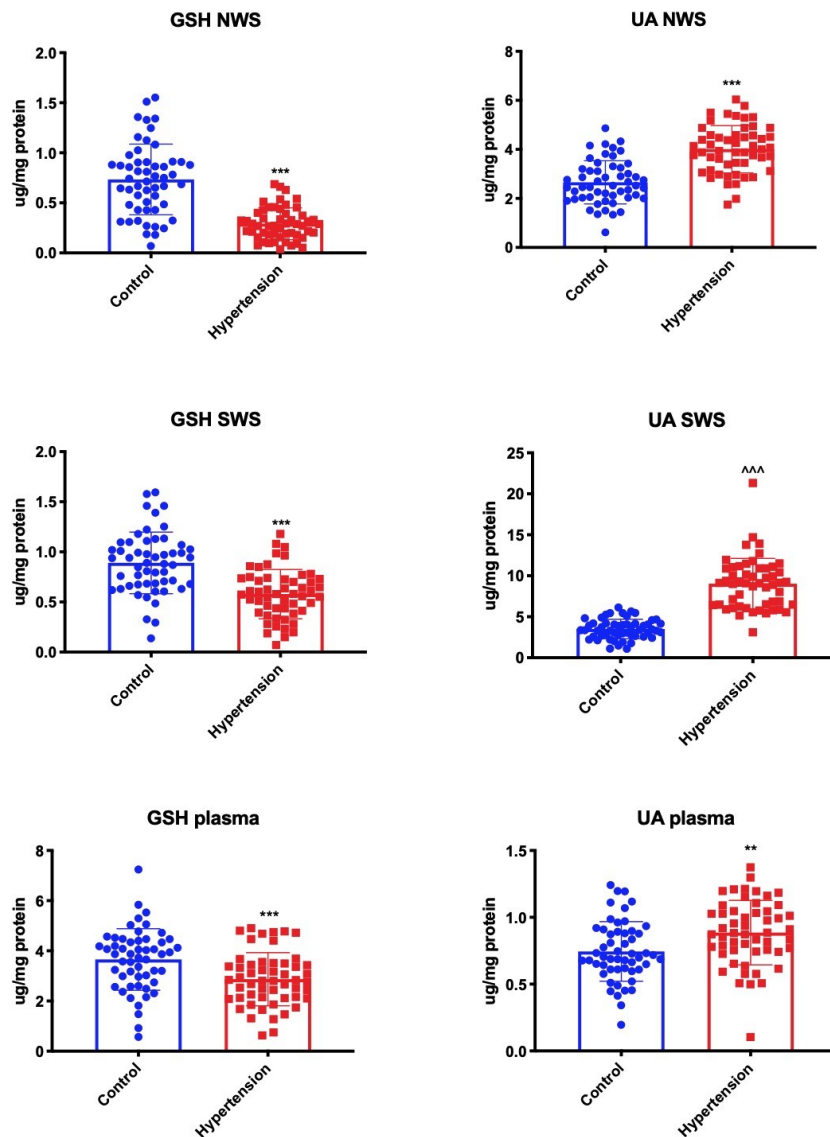 GSH NWS
ug/mg protein
2.0
1.5
1.0
0.5
0.0
***
Control
Hypertension
UA NWS
ug/mg protein
8
6
4
2
0
***
Control
Hypertension
GSH SWS
ug/mg protein
2.0
1.5
1.0
0.5
0.0
***
Control
Hypertension
UA SWS
ug/mg protein
25
20
15
10
5
0
^^^
Control
Hypertension
GSH plasma
ug/mg protein
8
6
4
2
0
***
Control
Hypertension
UA plasma
ug/mg protein
1.5
1.0
0.5
0.0
**
Control
Hypertension